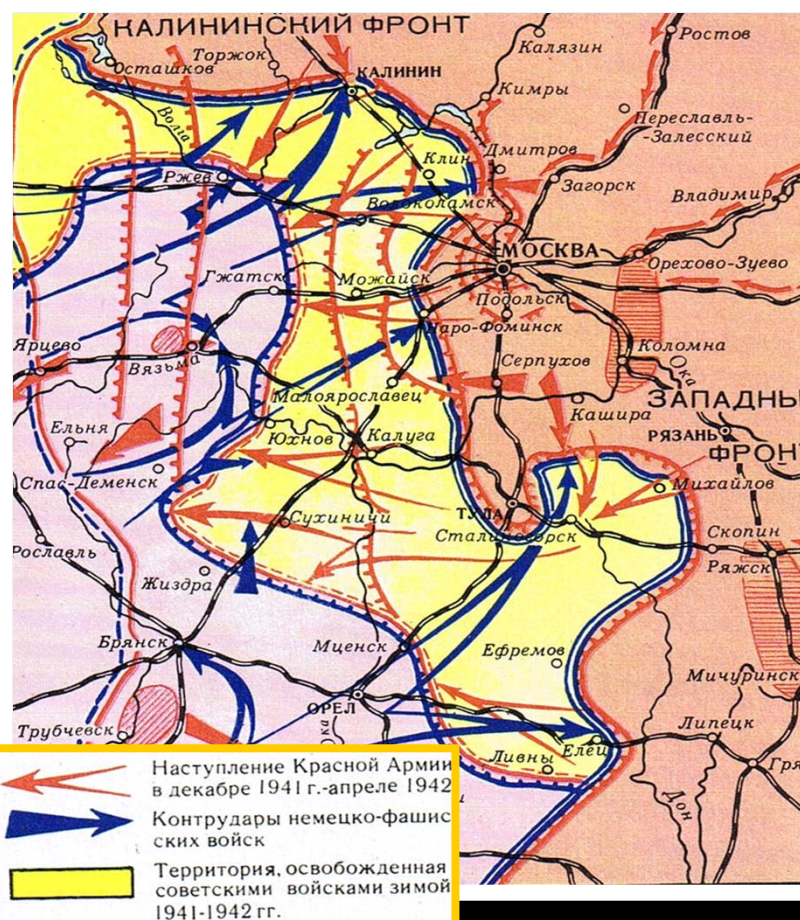 КАЛИНИНСКИЙ ФРОНТ
Торжок
Калязин
Ростов
Осташков
КАЛИНИН
Кимры
Волга
Переславль-
-Залесский
Клин
Дмитров
Ржев
Загорск
Владимир
Волоколамск
МОСКВА
Орехово-Зуево
Гжатск
Можайск
Подольск
Наро-Фоминск
Ярцево
Вязьма
Серпухов
Коломна
Ока
Малоярославец
Кашира
ЗАПАДНЫ
Ельня
Юхнов
Калуга
РЯЗАНЬ
ФРОНТ
Спас-Деменск
Михайлов
Сухиничи
ТУЛА
Сталиногорск
Скопин
Рославль
Ряжск
Жиздра
Брянск
Мценск
Ефремов
Мичуринск
ОРЕЛ
Трубчевск
Ока
Липецк
Елец
Ливны
Гря
Дон
Наступление Красной Армии
в декабре 1941 г.-апреле 1942
Контрудары немецко-фашис
ских войск
Территория, освобожденная
советскими войсками зимой
1941-1942 гг.